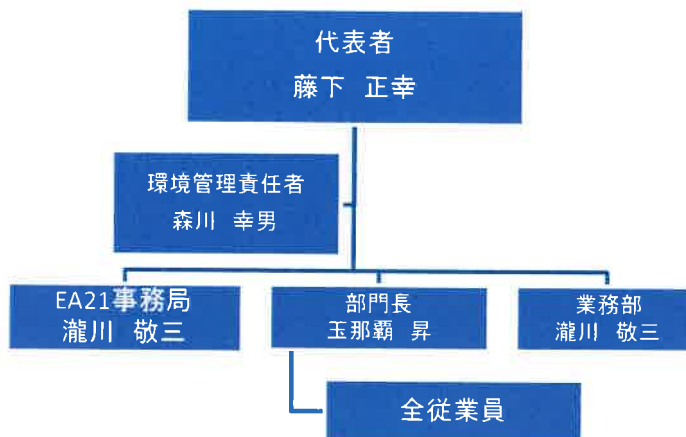 代表者
藤下 正幸
環境管理責任者
森川 幸男
EA21事務局
瀧川 敬三
部門長
玉那覇 昇
業務部
瀧川 敬三
全従業員